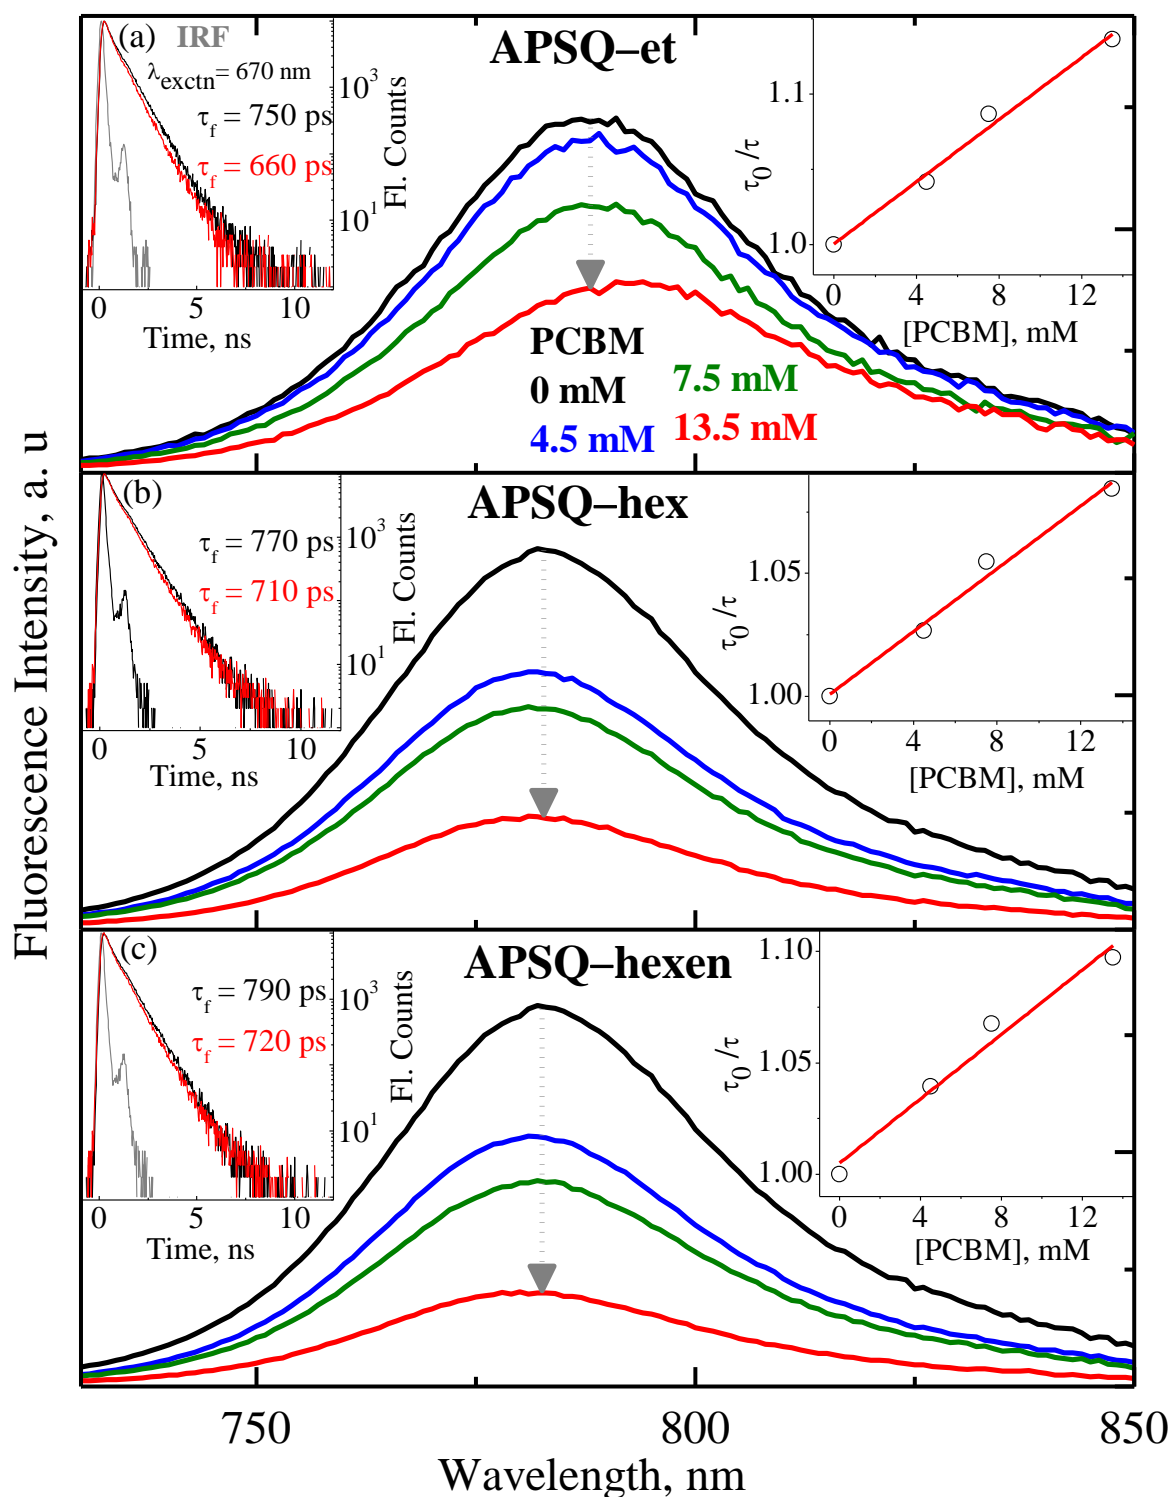 Fluorescence Intensity, a. u
(a) IRF
λexctn= 670 nm
τf = 750 ps
τf = 660 ps
Fl. Counts
10³
10¹
0 5 10
Time, ns
APSQ–et
PCBM
0 mM
4.5 mM
7.5 mM
13.5 mM
τ0/τ
1.1
1.0
0 4 8 12
[PCBM], mM
(b)
τf = 770 ps
τf = 710 ps
Fl. Counts
10³
10¹
0 5 10
Time, ns
APSQ–hex
τ0/τ
1.05
1.00
0 4 8 12
[PCBM], mM
(c)
τf = 790 ps
τf = 720 ps
Fl. Counts
10³
10¹
0 5 10
Time, ns
APSQ–hexen
τ0/τ
1.10
1.05
1.00
0 4 8 12
[PCBM], mM
750 800 850
Wavelength, nm